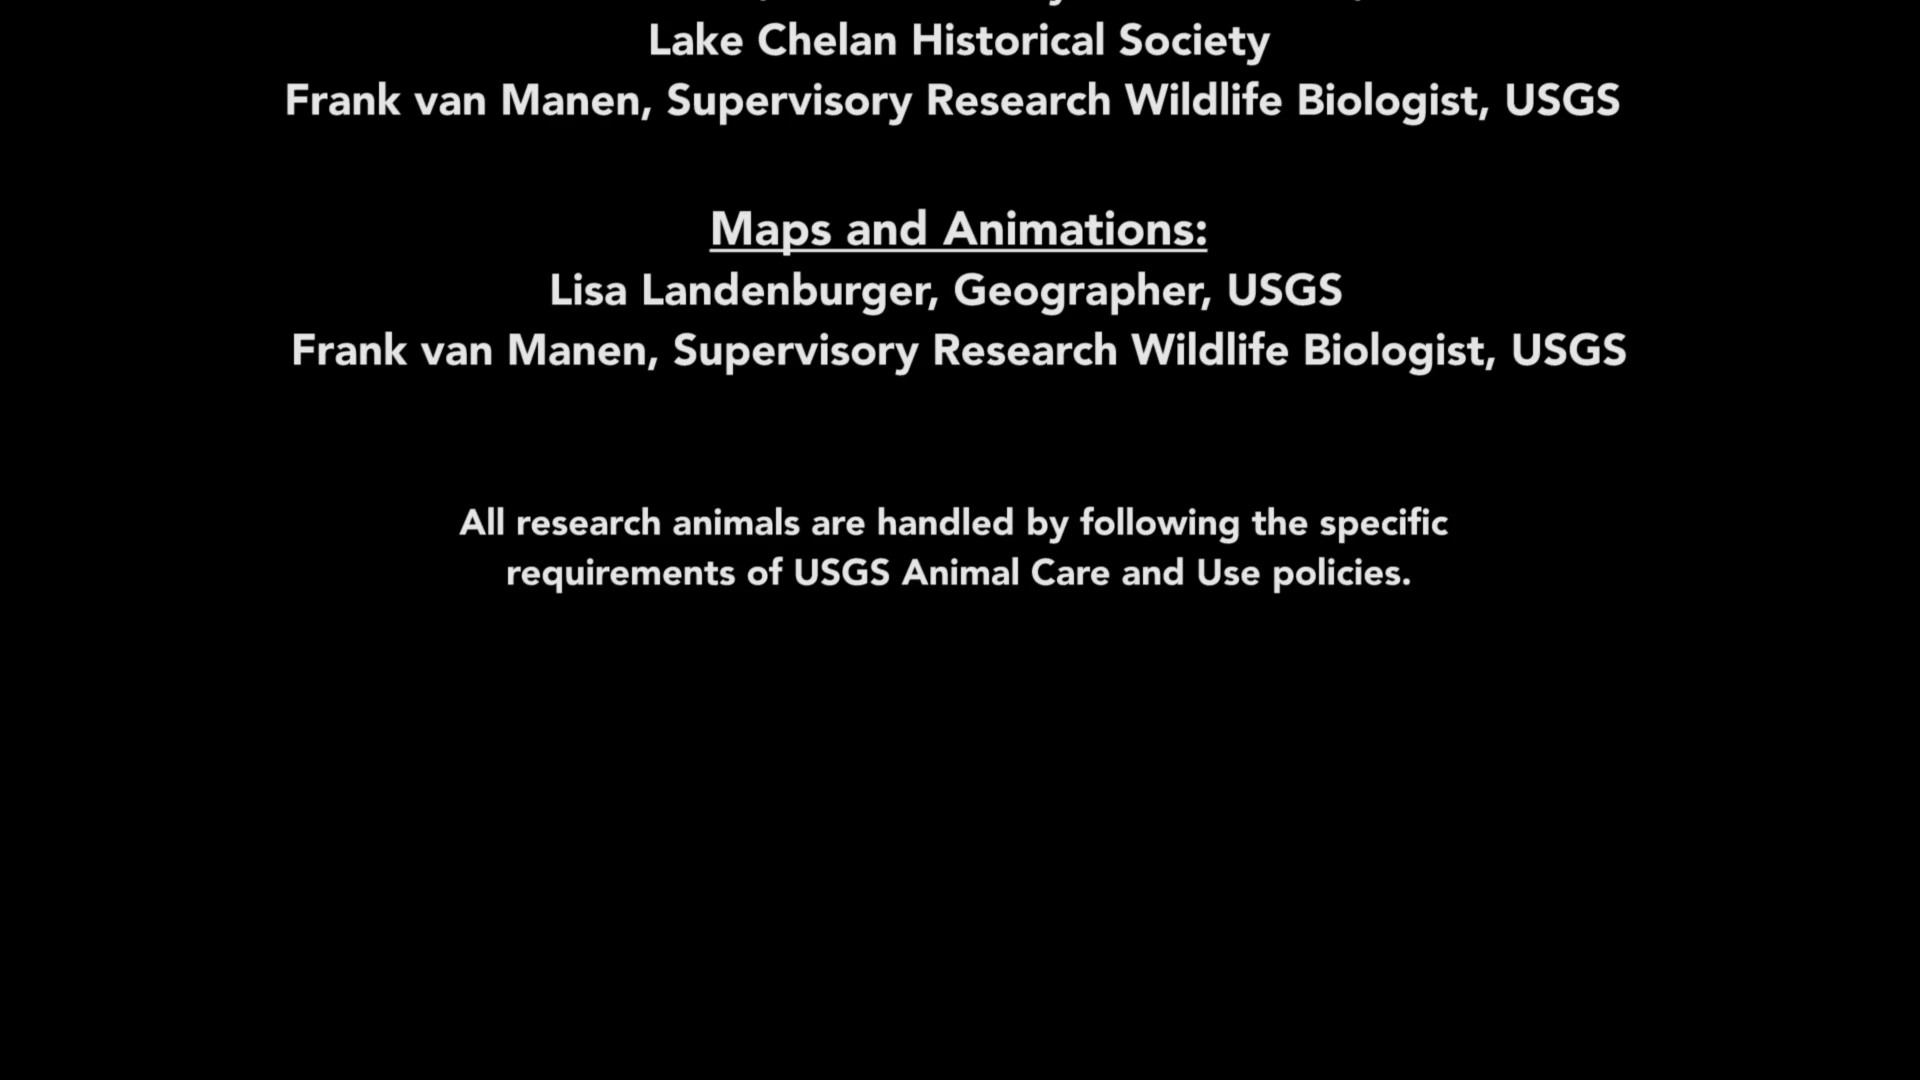 Lake Chelan Historical Society
Frank van Manen, Supervisory Research Wildlife Biologist, USGS
Maps and Animations:
Lisa Landenburger, Geographer, USGS
Frank van Manen, Supervisory Research Wildlife Biologist, USGS
All research animals are handled by following the specific
requirements of USGS Animal Care and Use policies.